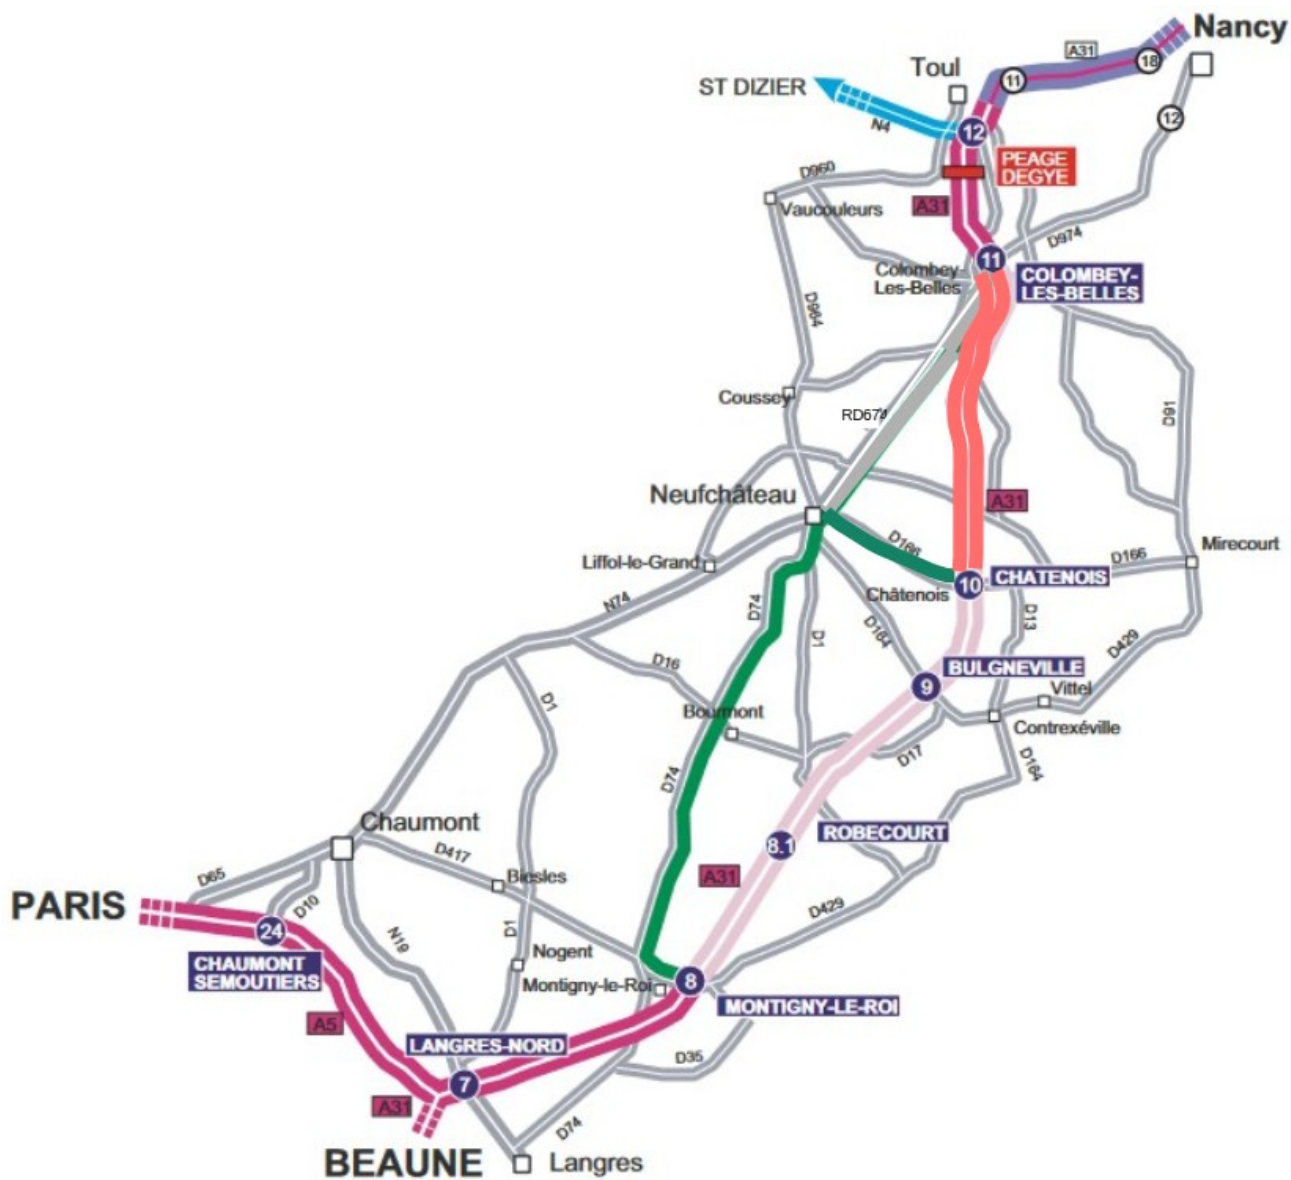 Nancy
A31
18
Toul
11
ST DIZIER
N4
12
12
PEAGE
DEGYE
D960
A31
Vaucouleurs
D974
11
Colombey-
Les-Belles
COLOMBEY-
LES-BELLES
D964
Coussey
RD674
D91
Neufchâteau
A31
D166
Mirecourt
D166
Liffol-le-Grand
CHATENOIS
10
Châtenois
N74
D74
D1
D164
D13
D429
D16
BULGNEVILLE
9
Vittel
D1
Bourmont
Contrexéville
D17
D164
D74
Chaumont
ROBECOURT
8.1
D417
Biesles
A31
D65
PARIS
D10
D429
24
N19
D1
Nogent
CHAUMONT
SEMOUTIERS
Montigny-le-Roi
8
MONTIGNY-LE-ROI
A5
LANGRES-NORD
D35
7
A31
D74
BEAUNE
Langres